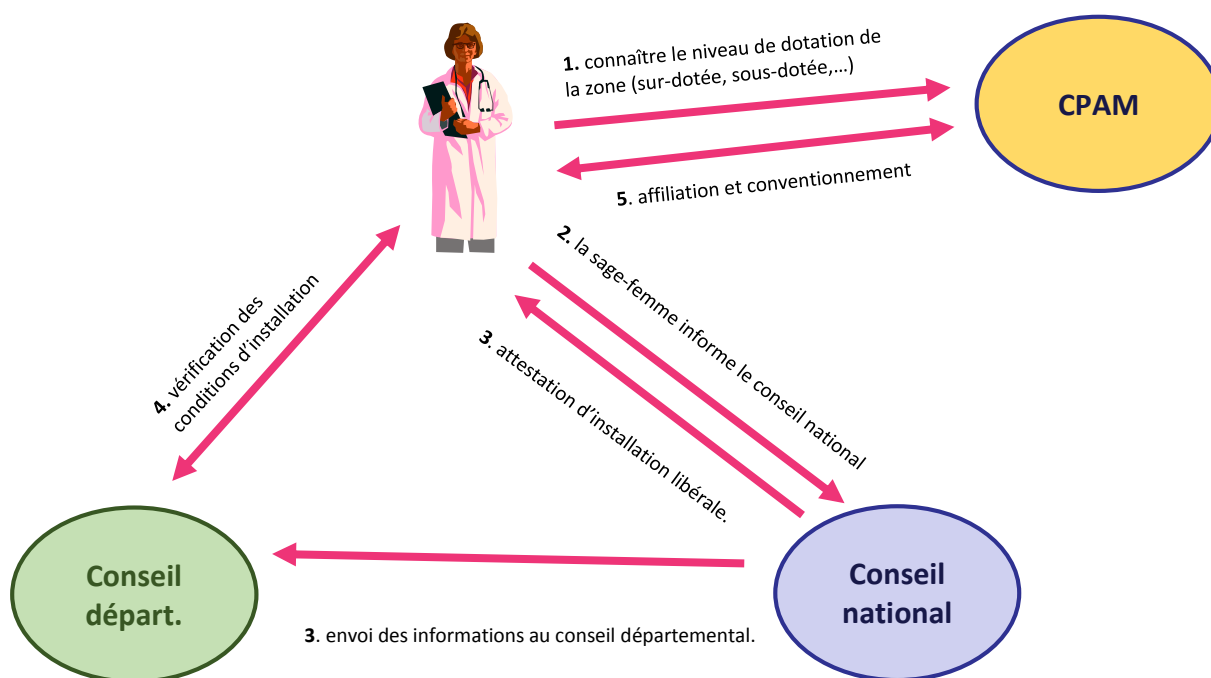 1. connaître le niveau de dotation de
la zone (sur-dotée, sous-dotée,…)
CPAM
5. affiliation et conventionnement
2. la sage-femme informe le conseil national
3. attestation d’installation libérale.
4. vérification des
conditions d’installation
Conseil
départ.
Conseil
national
3. envoi des informations au conseil départemental.